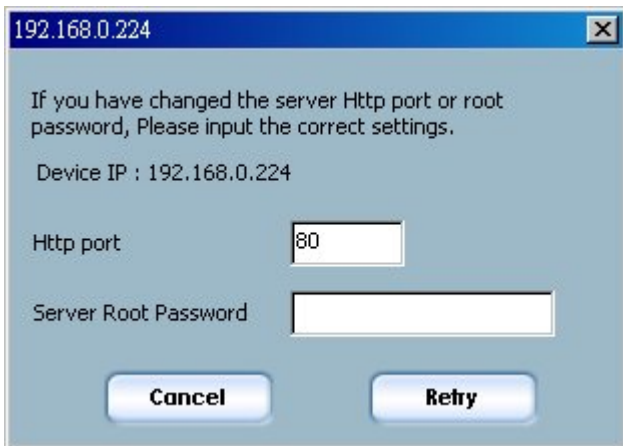 192.168.0.224
If you have changed the server Http port or root
password, Please input the correct settings.
Device IP : 192.168.0.224
Http port 80
Server Root Password
Cancel Retry